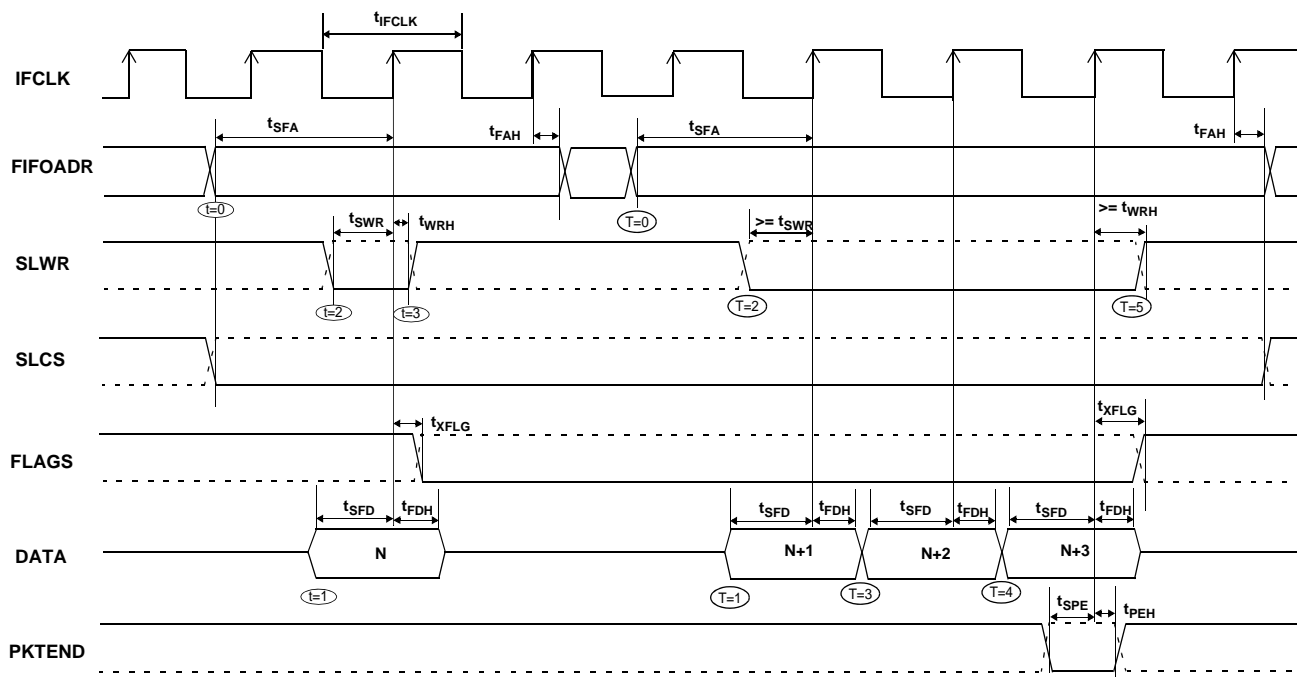 tIFCLK
IFCLK
tSFA
tFAH
tSFA
tFAH
FIFOADR
t=0
T=0
tSWR
tWRH
>= tSWR
>= tWRH
SLWR
t=2
t=3
T=2
T=5
SLCS
tXFLG
tXFLG
FLAGS
tSFD
tFDH
tSFD
tFDH
tSFD
tFDH
tSFD
tFDH
DATA
N
N+1
N+2
N+3
t=1
T=1
T=3
T=4
tSPE
tPEH
PKTEND